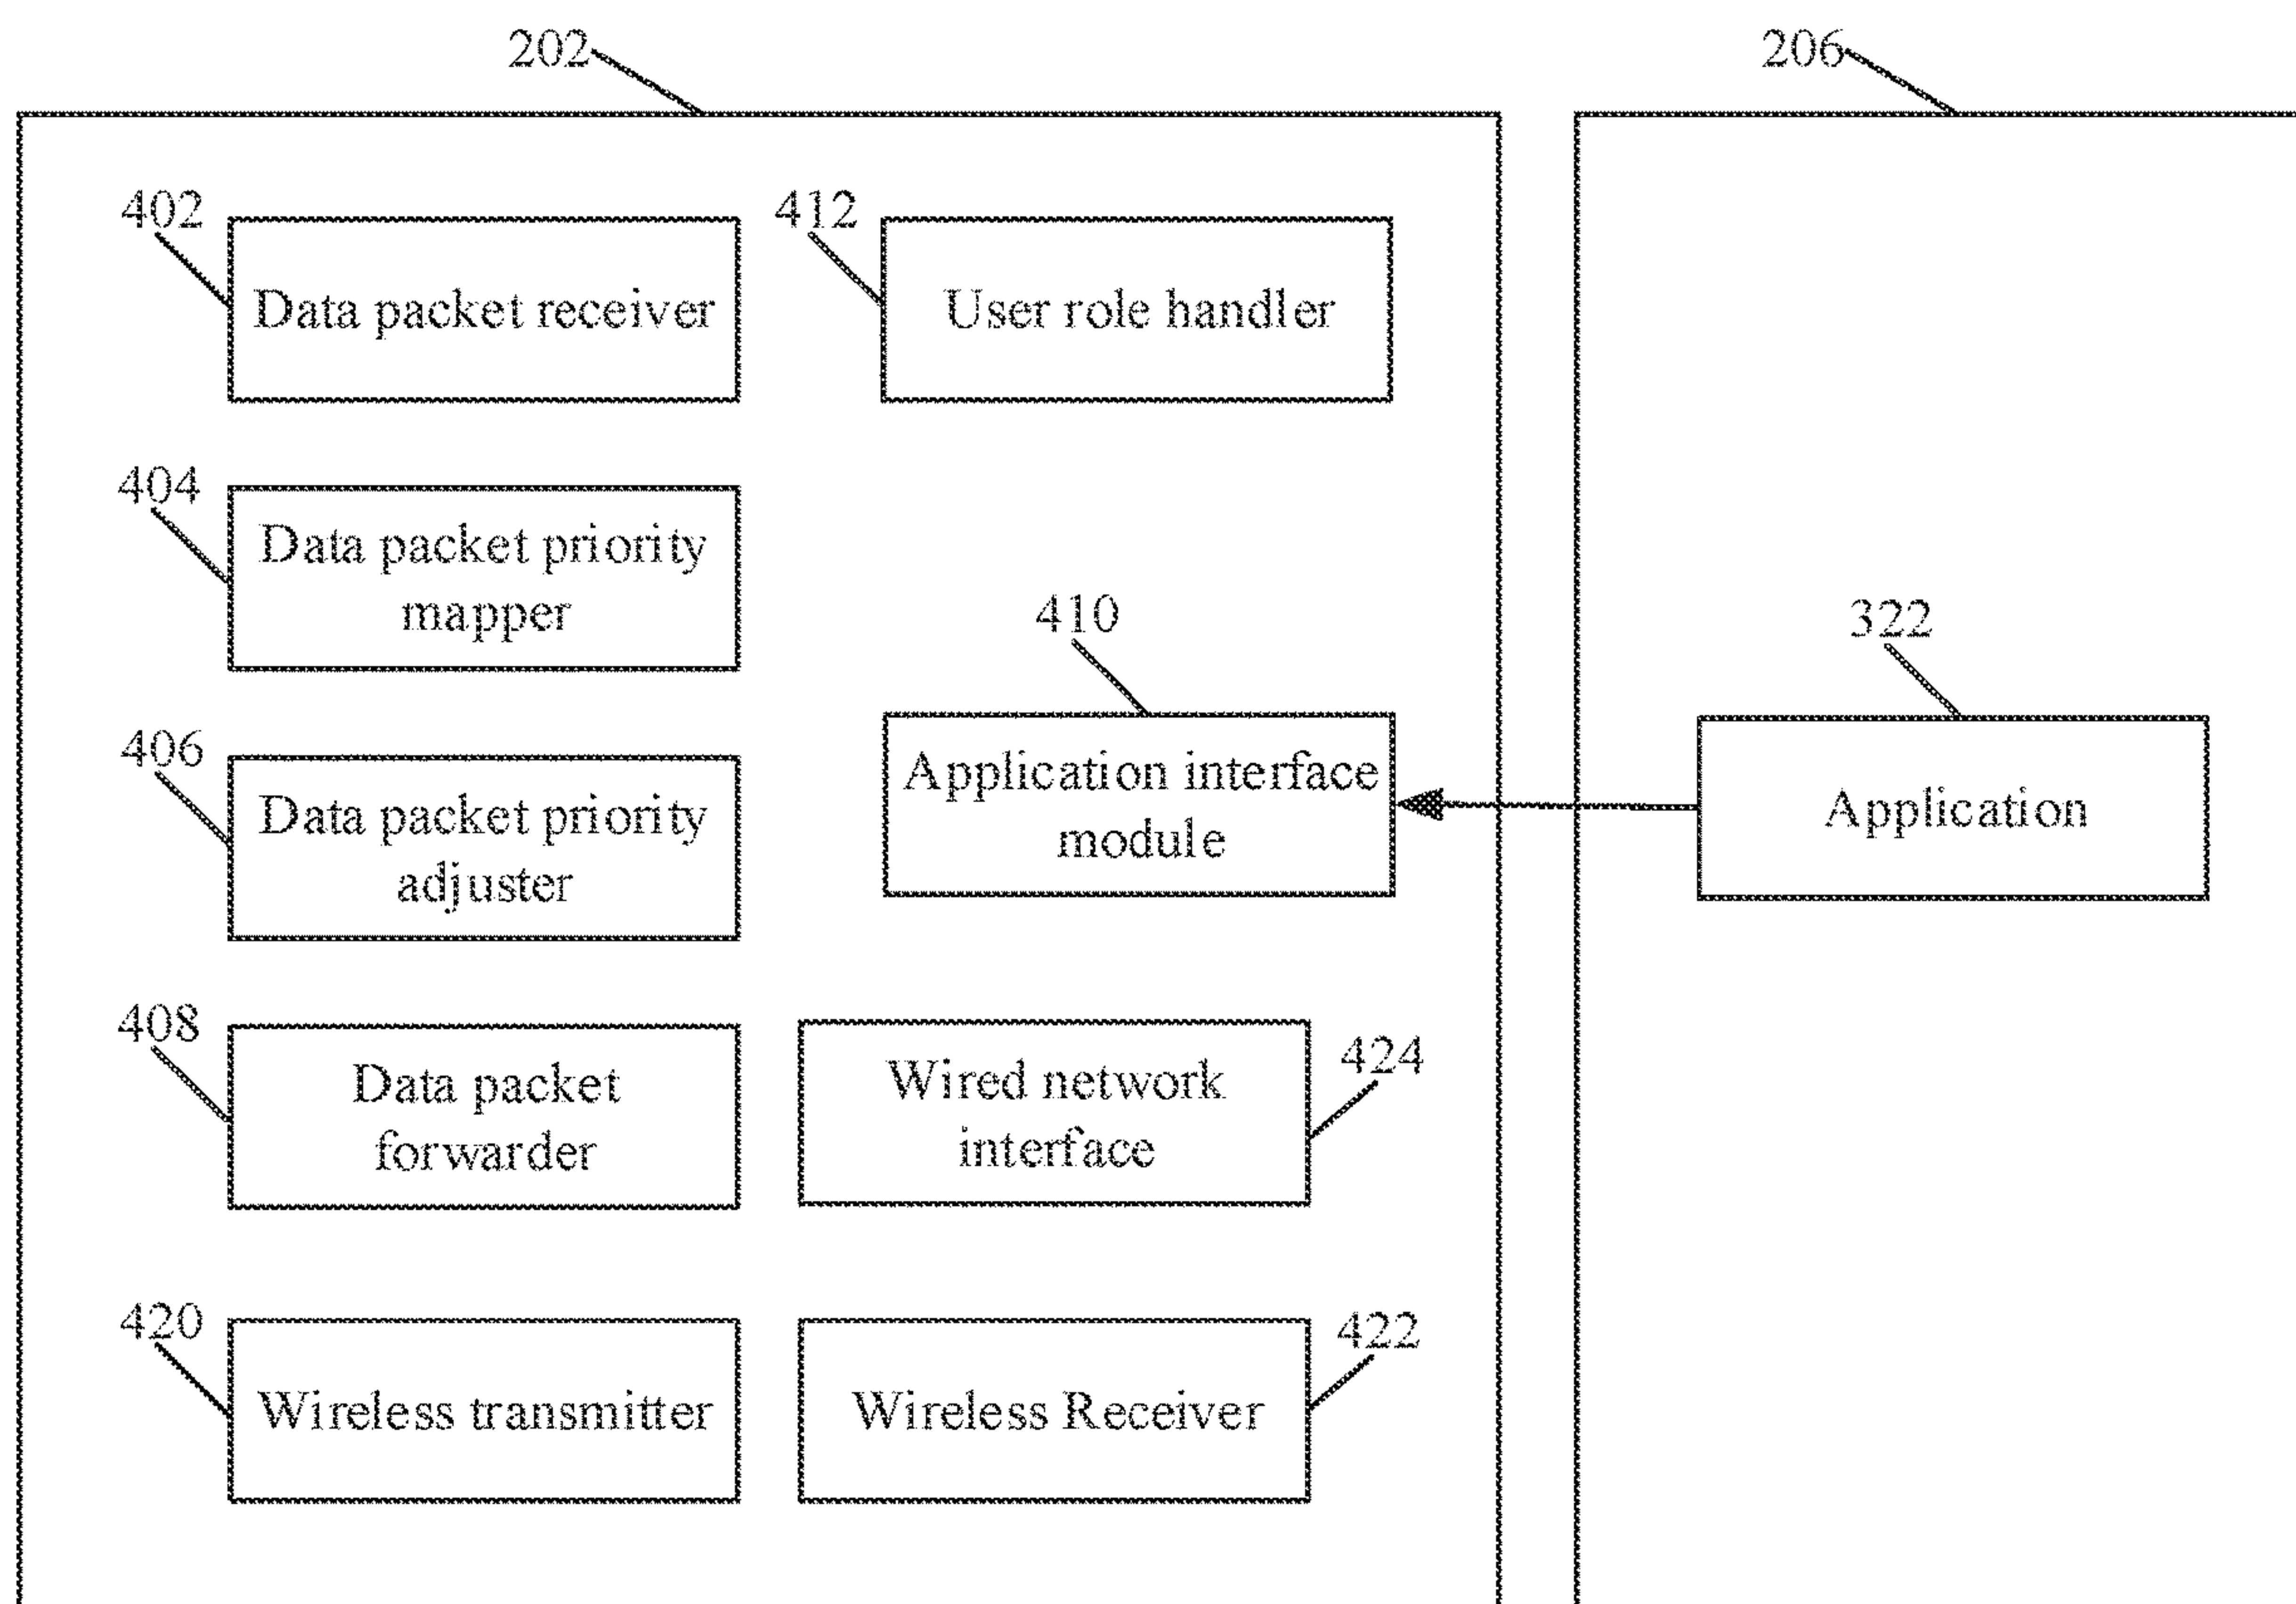 202
206
402
412
Data packet receiver
User role handler
404
Data packet priority
mapper
410
322
406
Data packet priority
adjuster
Application interface
module
Application
408
Data packet
forwarder
Wired network
interface
424
420
422
Wireless transmitter
Wireless Receiver